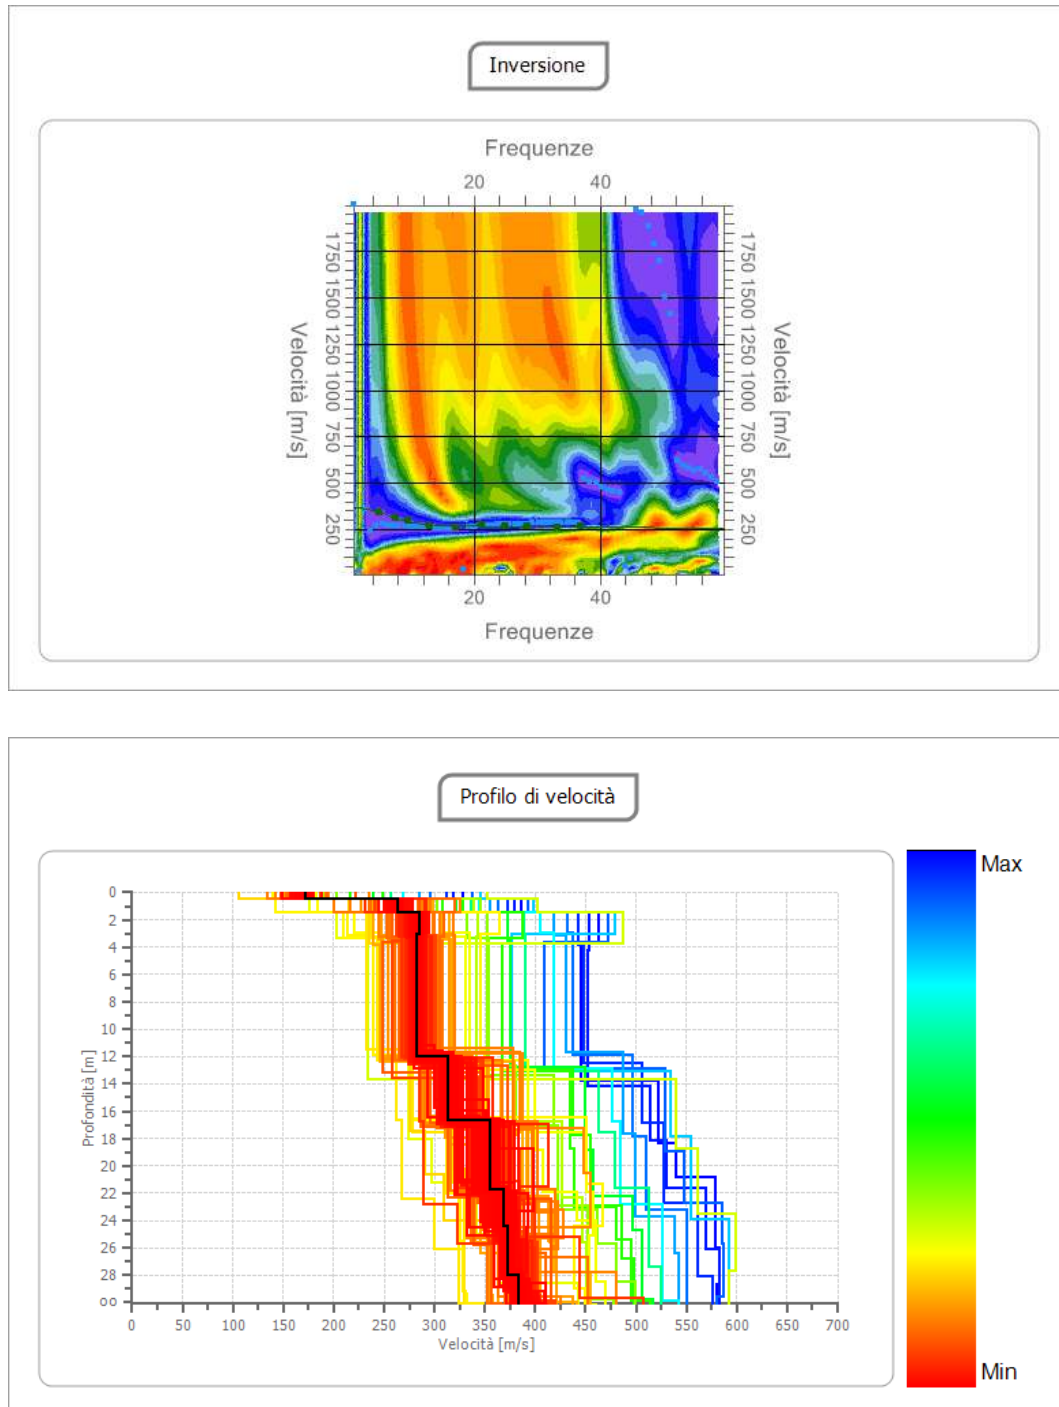 Inversione
Frequenze
20 40
Velocità [m/s]
1750 1500 1250 1000 750 500 250
1750 1500 1250 1000 750 500 250
Velocità [m/s]
20 40
Frequenze
Profilo di velocità
Max
Min
Profondità [m]
0
2
4
6
8
10
12
14
16
18
20
22
24
26
28
oo
0 50 100 150 200 250 300 350 400 450 500 550 600 650 700
Velocità [m/s]